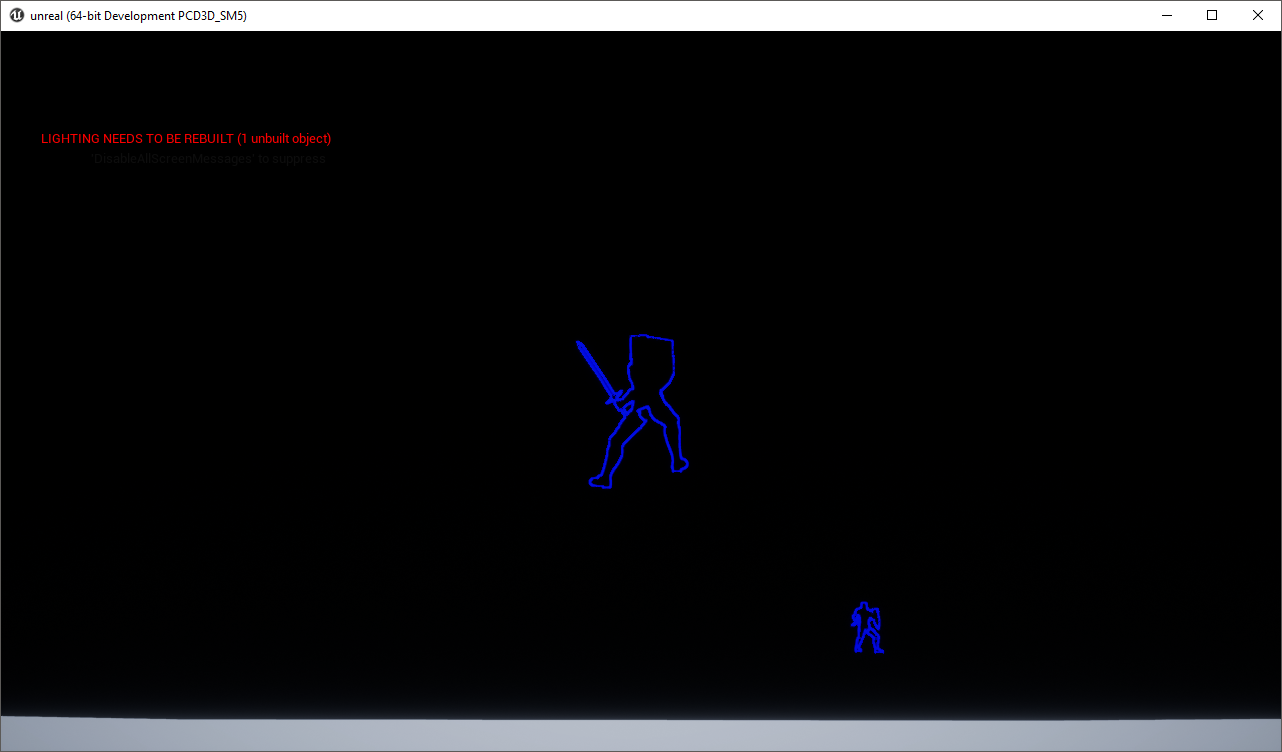 unreal (64-bit Development PCD3D_SM5)
LIGHTING NEEDS TO BE REBUILT (1 unbuilt object)
'DisableAllScreenMessages' to suppress